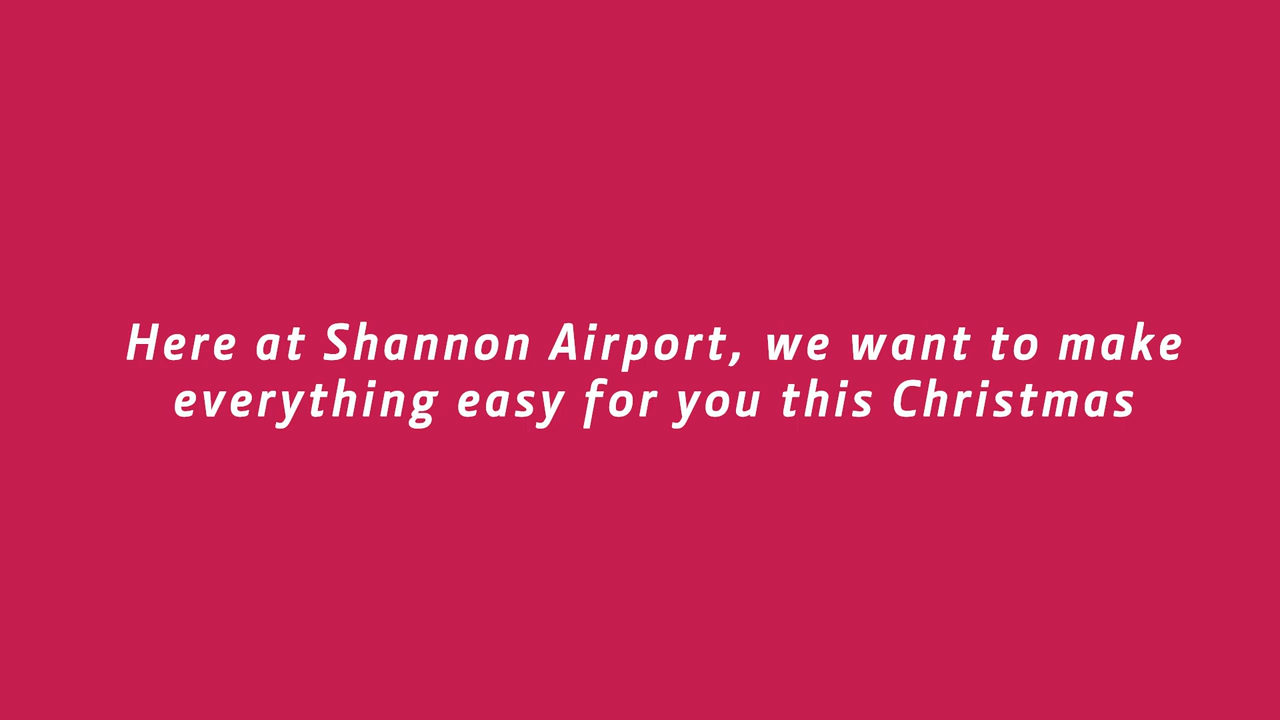 Here at Shannon Airport, we want to make
everything easy for you this Christmas